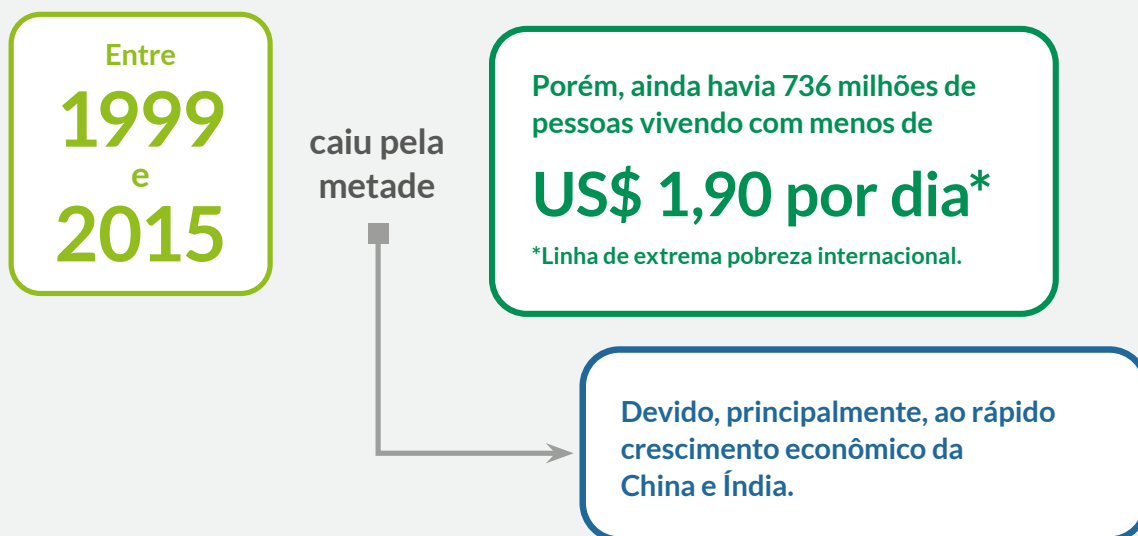 Entre
1999
e
2015
caiu pela
metade
Porém, ainda havia 736 milhões de
pessoas vivendo com menos de
US$ 1,90 por dia*
*Linha de extrema pobreza internacional.
Devido, principalmente, ao rápido
crescimento econômico da
China e Índia.